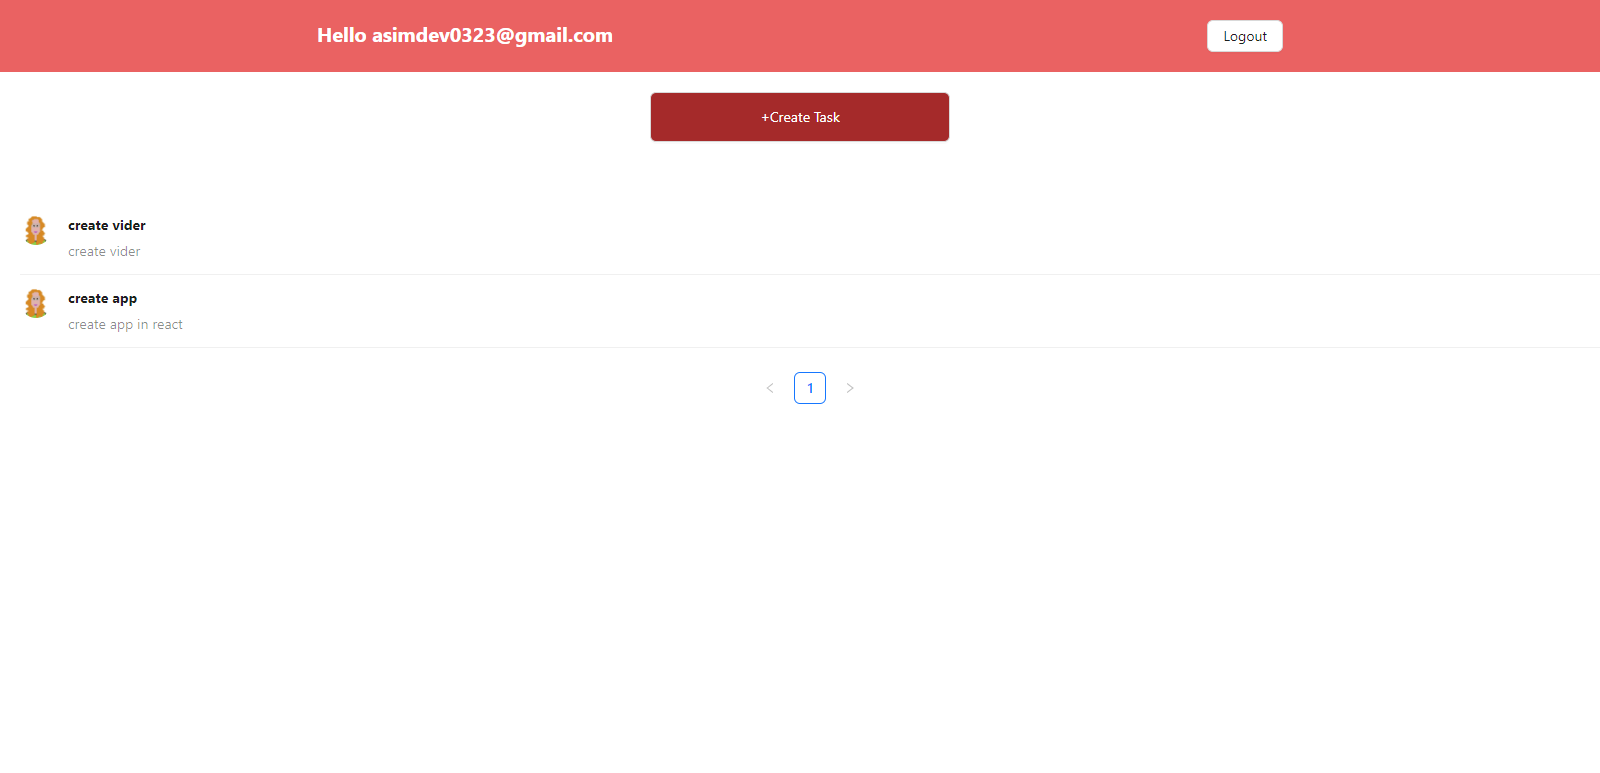 Hello asimdev0323@gmail.com
Logout
+Create Task
create vider
create vider
create app
create app in react
1